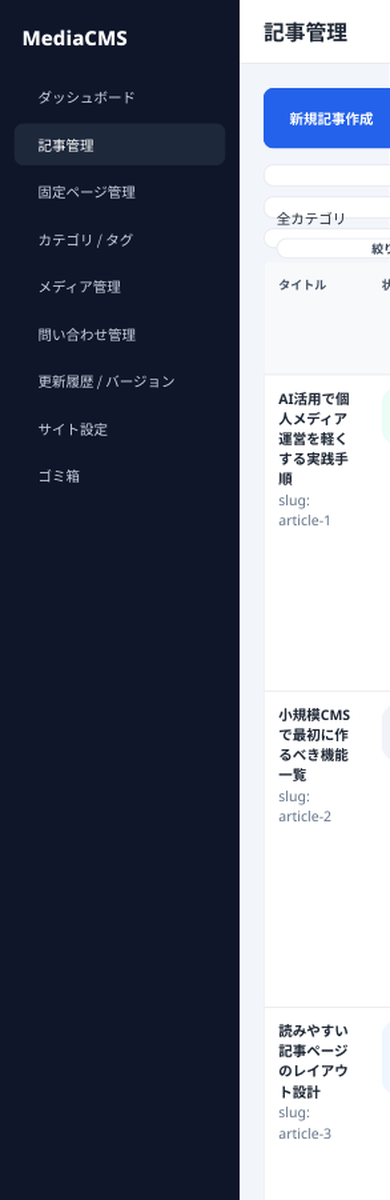 MediaCMS
ダッシュボード
記事管理
固定ページ管理
カテゴリ / タグ
メディア管理
問い合わせ管理
更新履歴 / バージョン
サイト設定
ゴミ箱
記事管理
新規記事作成
全カテゴリ
絞り
タイトル
状
AI活用で個
人メディア
運営を軽く
する実践手
順
slug:
article-1
小規模CMS
で最初に作
るべき機能
一覧
slug:
article-2
読みやすい
記事ページ
のレイアウ
ト設計
slug:
article-3